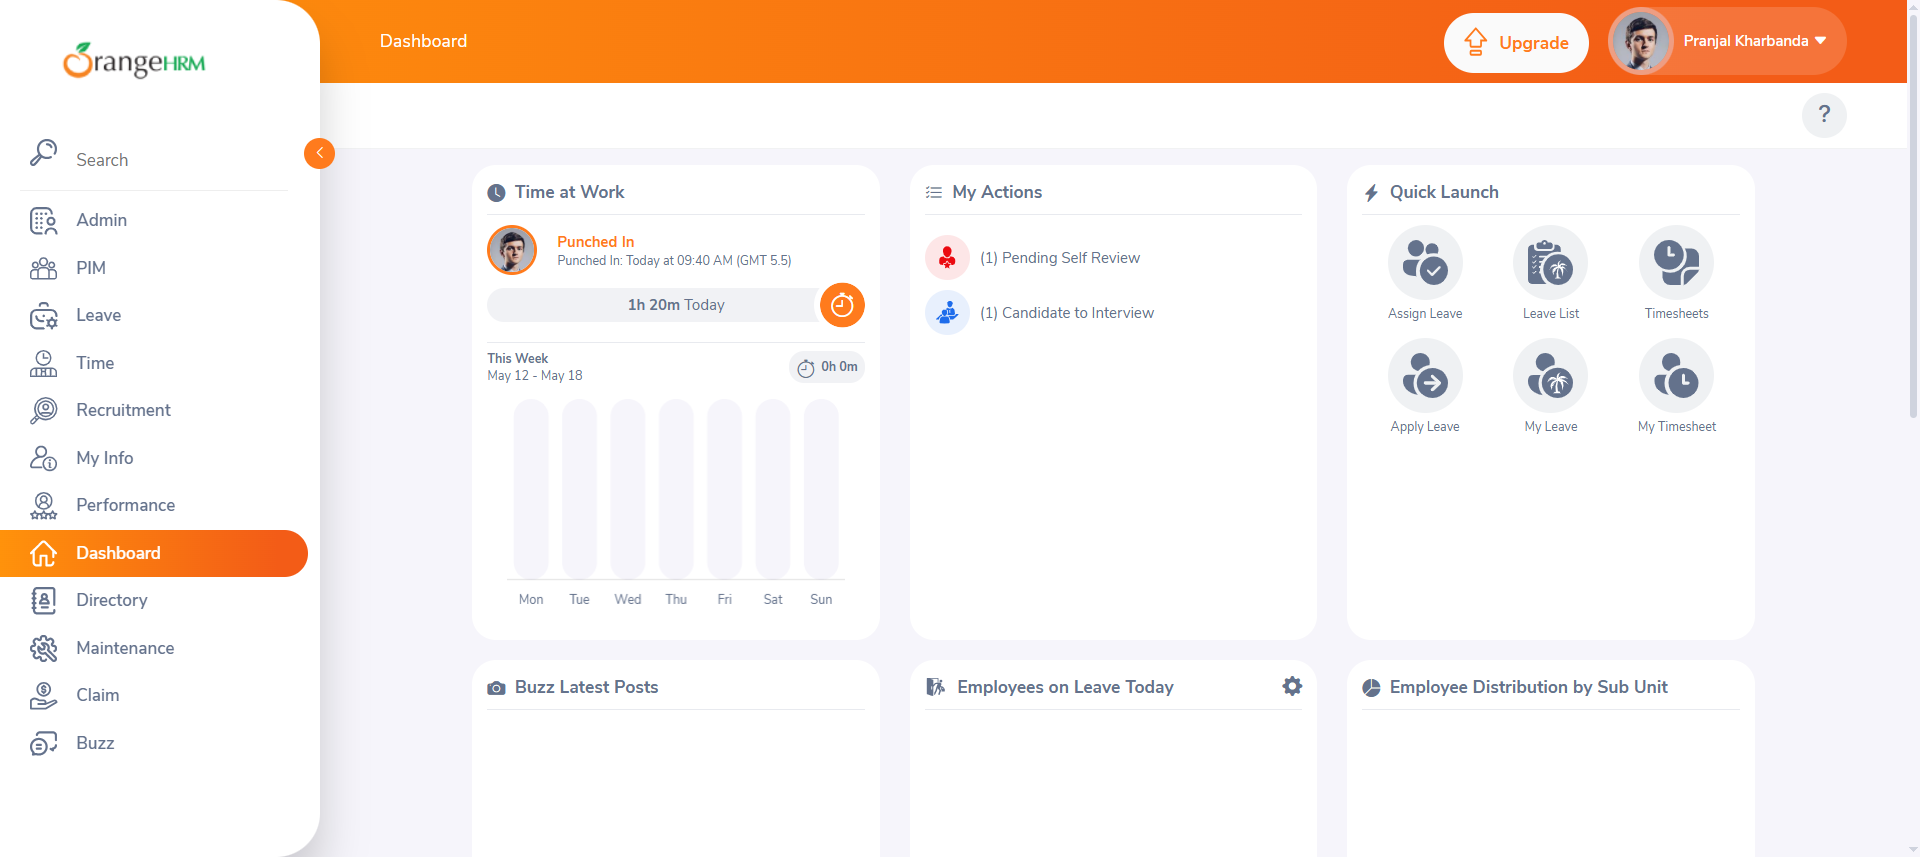 OrangeHRM
Search
Admin
PIM
Leave
Time
Recruitment
My Info
Performance
Dashboard
Directory
Maintenance
Claim
Buzz
Dashboard
Upgrade
Pranjal Kharbanda
?
Time at Work
Punched In
Punched In: Today at 09:40 AM (GMT 5.5)
1h 20m Today
This Week
May 12 - May 18
0h 0m
Mon Tue Wed Thu Fri Sat Sun
My Actions
(1) Pending Self Review
(1) Candidate to Interview
Quick Launch
Assign Leave
Leave List
Timesheets
Apply Leave
My Leave
My Timesheet
Buzz Latest Posts
Employees on Leave Today
Employee Distribution by Sub Unit